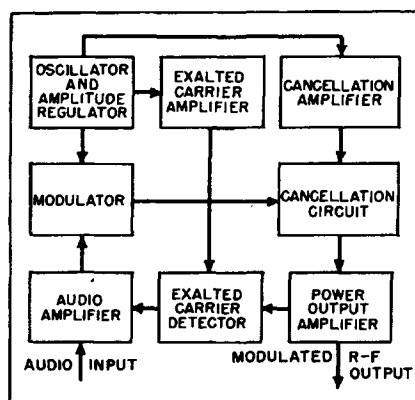 OSCILLATOR
AND
AMPLITUDE
REGULATOR
EXALTED
CARRIER
AMPLIFIER
CANCELLATION
AMPLIFIER
MODULATOR
CANCELLATION
CIRCUIT
AUDIO
AMPLIFIER
EXALTED
CARRIER
DETECTOR
POWER
OUTPUT
AMPLIFIER
AUDIO INPUT
MODULATED R-F
OUTPUT